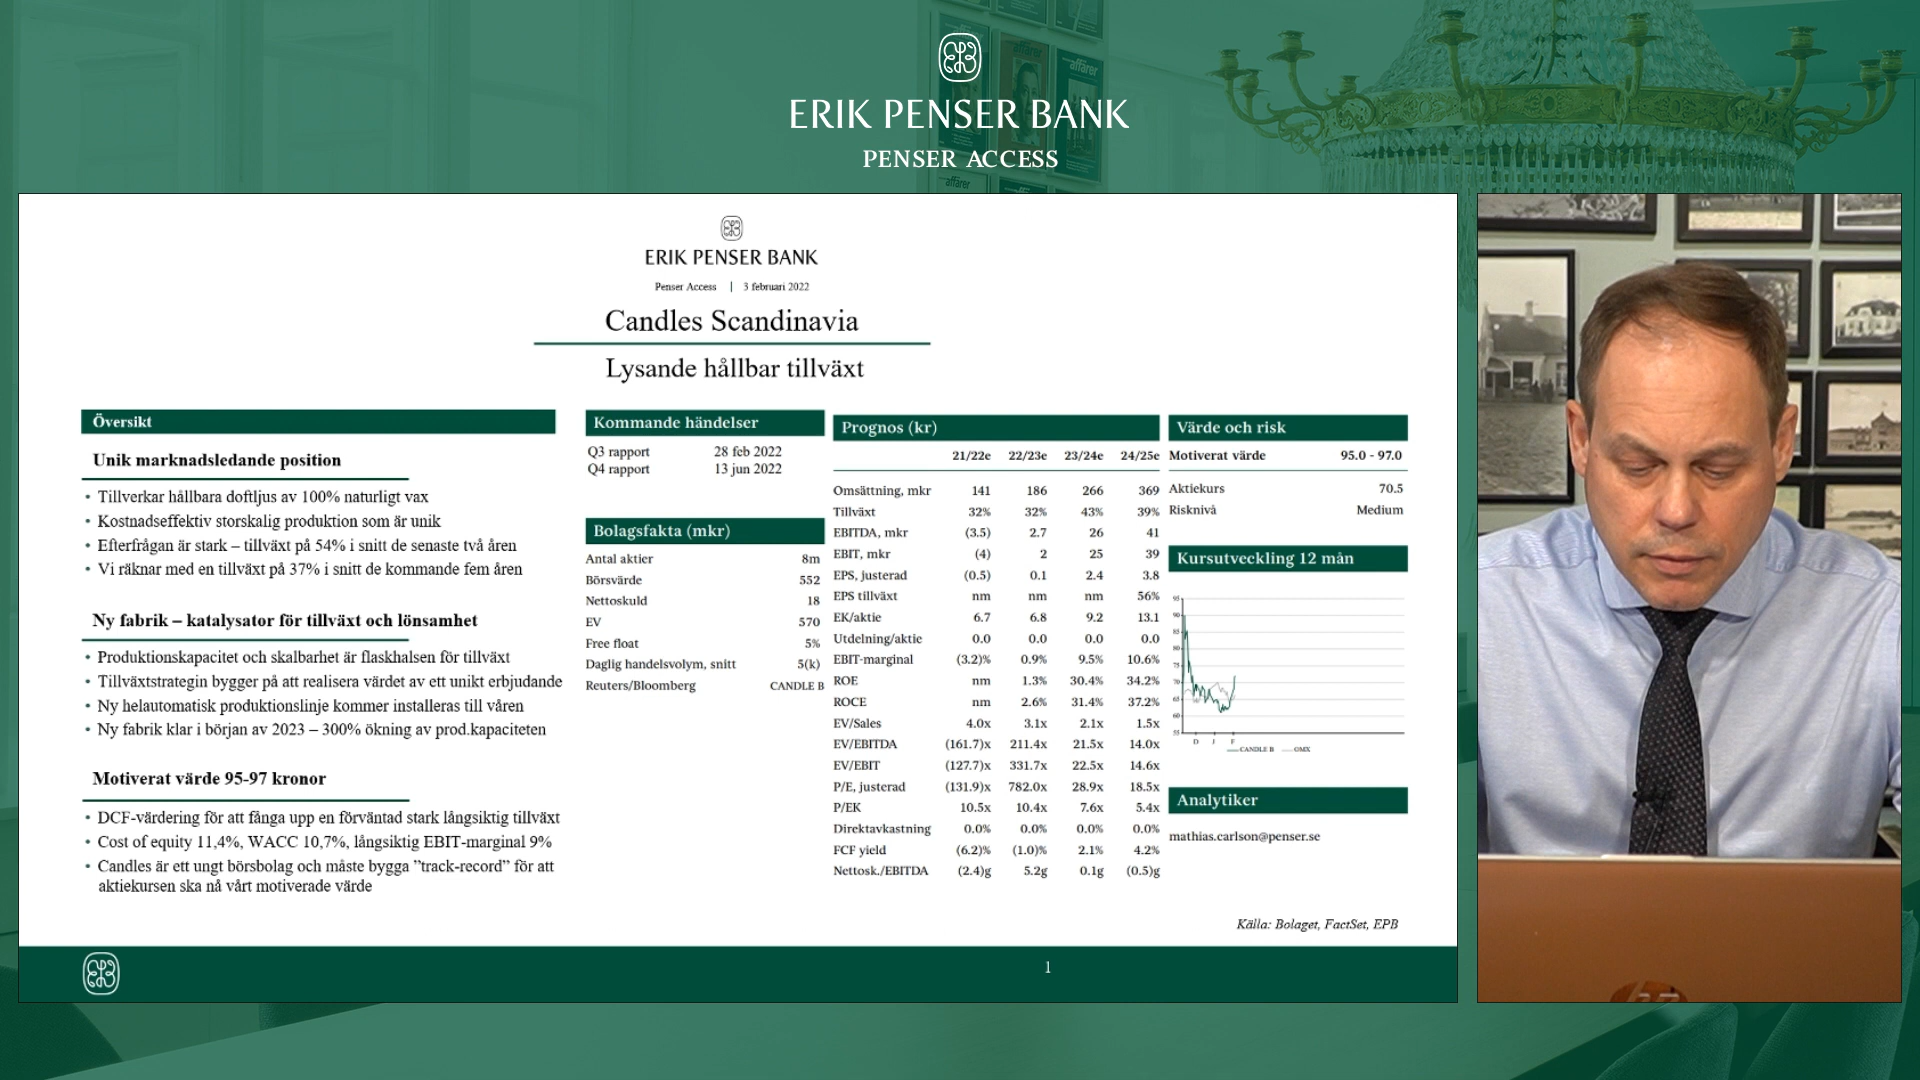 affärer
affärer
affärer
ERIK PENSER BANK
PENSER ACCESS
ERIK PENSER BANK
Penser Access | 3 februari 2022
Candles Scandinavia
Lysande hållbar tillväxt
Översikt
Unik marknadsledande position
• Tillverkar hållbara doftljus av 100% naturligt vax
• Kostnadseffektiv storskalig produktion som är unik
• Efterfrågan är stark – tillväxt på 54% i snitt de senaste två åren
• Vi räknar med en tillväxt på 37% i snitt de kommande fem åren
Ny fabrik – katalysator för tillväxt och lönsamhet
• Produktionskapacitet och skalbarhet är flaskhalsen för tillväxt
• Tillväxtstrategin bygger på att realisera värdet av ett unikt erbjudande
• Ny helautomatisk produktionslinje kommer installeras till våren
• Ny fabrik klar i början av 2023 – 300% ökning av prod.kapaciteten
Motiverat värde 95-97 kronor
• DCF-värdering för att fånga upp en förväntad stark långsiktig tillväxt
• Cost of equity 11,4%, WACC 10,7%, långsiktig EBIT-marginal 9%
• Candles är ett ungt börsbolag och måste bygga ”track-record” för att
aktiekursen ska nå vårt motiverade värde
Kommande händelser
Q3 rapport 28 feb 2022
Q4 rapport 13 jun 2022
Bolagsfakta (mkr)
Antal aktier 8m
Börsvärde 552
Nettoskuld 18
EV 570
Free float 5%
Daglig handelsvolym, snitt 5(k)
Reuters/Bloomberg CANDLE B
Prognos (kr)
21/22e 22/23e 23/24e 24/25e
Omsättning, mkr 141 186 266 369
Tillväxt 32% 32% 43% 39%
EBITDA, mkr (3.5) 2.7 26 41
EBIT, mkr (4) 2 25 39
EPS, justerad (0.5) 0.1 2.4 3.8
EPS tillväxt nm nm nm 56%
EK/aktie 6.7 6.8 9.2 13.1
Utdelning/aktie 0.0 0.0 0.0 0.0
EBIT-marginal (3.2)% 0.9% 9.5% 10.6%
ROE nm 1.3% 30.4% 34.2%
ROCE nm 2.6% 31.4% 37.2%
EV/Sales 4.0x 3.1x 2.1x 1.5x
EV/EBITDA (161.7)x 211.4x 21.5x 14.0x
EV/EBIT (127.7)x 331.7x 22.5x 14.6x
P/E, justerad (131.9)x 782.0x 28.9x 18.5x
P/EK 10.5x 10.4x 7.6x 5.4x
Direktavkastning 0.0% 0.0% 0.0% 0.0%
FCF yield (6.2)% (1.0)% 2.1% 4.2%
Nettosk./EBITDA (2.4)g 5.2g 0.1g (0.5)g
Värde och risk
Motiverat värde 95.0 - 97.0
Aktiekurs 70.5
Risknivå Medium
Kursutveckling 12 mån
95
90
85
80
75
70
65
60
55
D J F
CANDLE B OMX
Analytiker
mathias.carlson@penser.se
Källa: Bolaget, FactSet, EPB
1